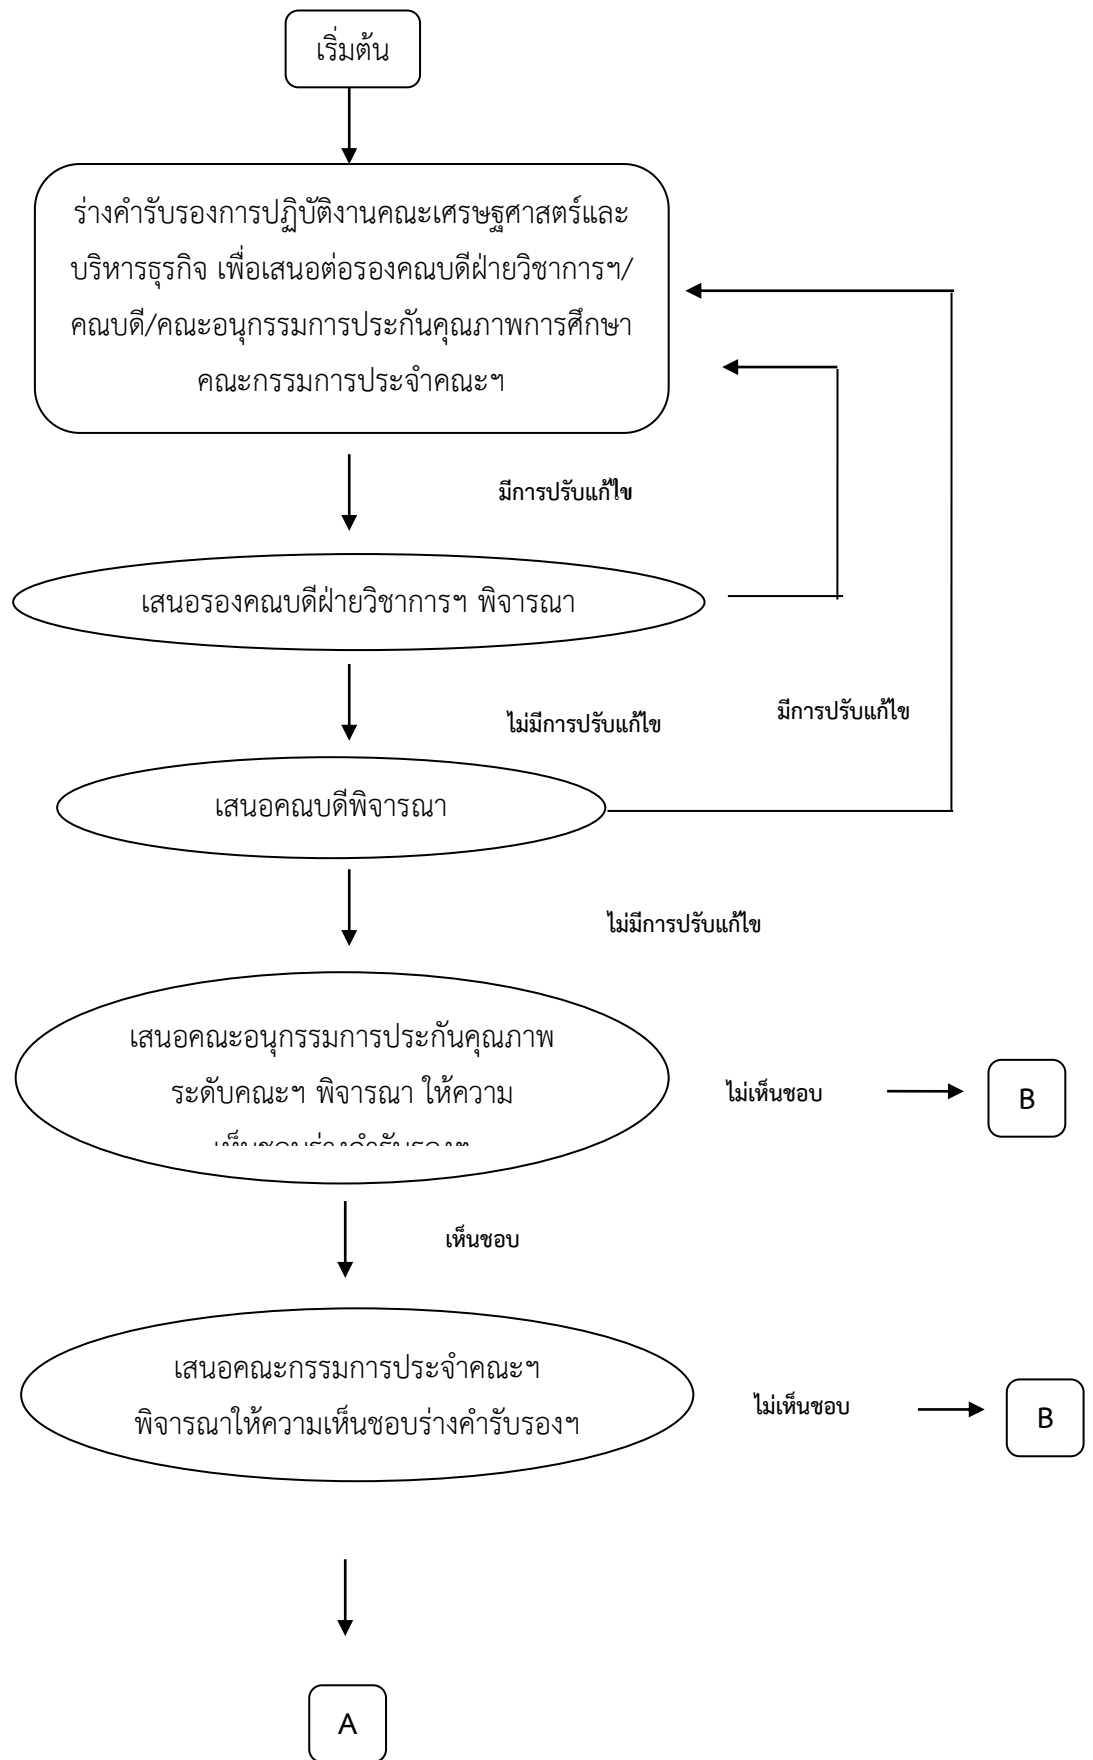 เริ่มต้น
ร่างคำรับรองการปฏิบัติงานคณะเศรษฐศาสตร์และ
บริหารธุรกิจ เพื่อเสนอต่อรองคณบดีฝ่ายวิชาการฯ/
คณบดี/คณะอนุกรรมการประกันคุณภาพการศึกษา
คณะกรรมการประจำคณะฯ
มีการปรับแก้ไข
เสนอรองคณบดีฝ่ายวิชาการฯ พิจารณา
ไม่มีการปรับแก้ไข
มีการปรับแก้ไข
เสนอคณบดีพิจารณา
ไม่มีการปรับแก้ไข
เสนอคณะอนุกรรมการประกันคุณภาพ
ระดับคณะฯ พิจารณา ให้ความ
เห็นชอบร่างคำรับรองฯ
ไม่เห็นชอบ
B
เห็นชอบ
เสนอคณะกรรมการประจำคณะฯ
พิจารณาให้ความเห็นชอบร่างคำรับรองฯ
ไม่เห็นชอบ
B
A